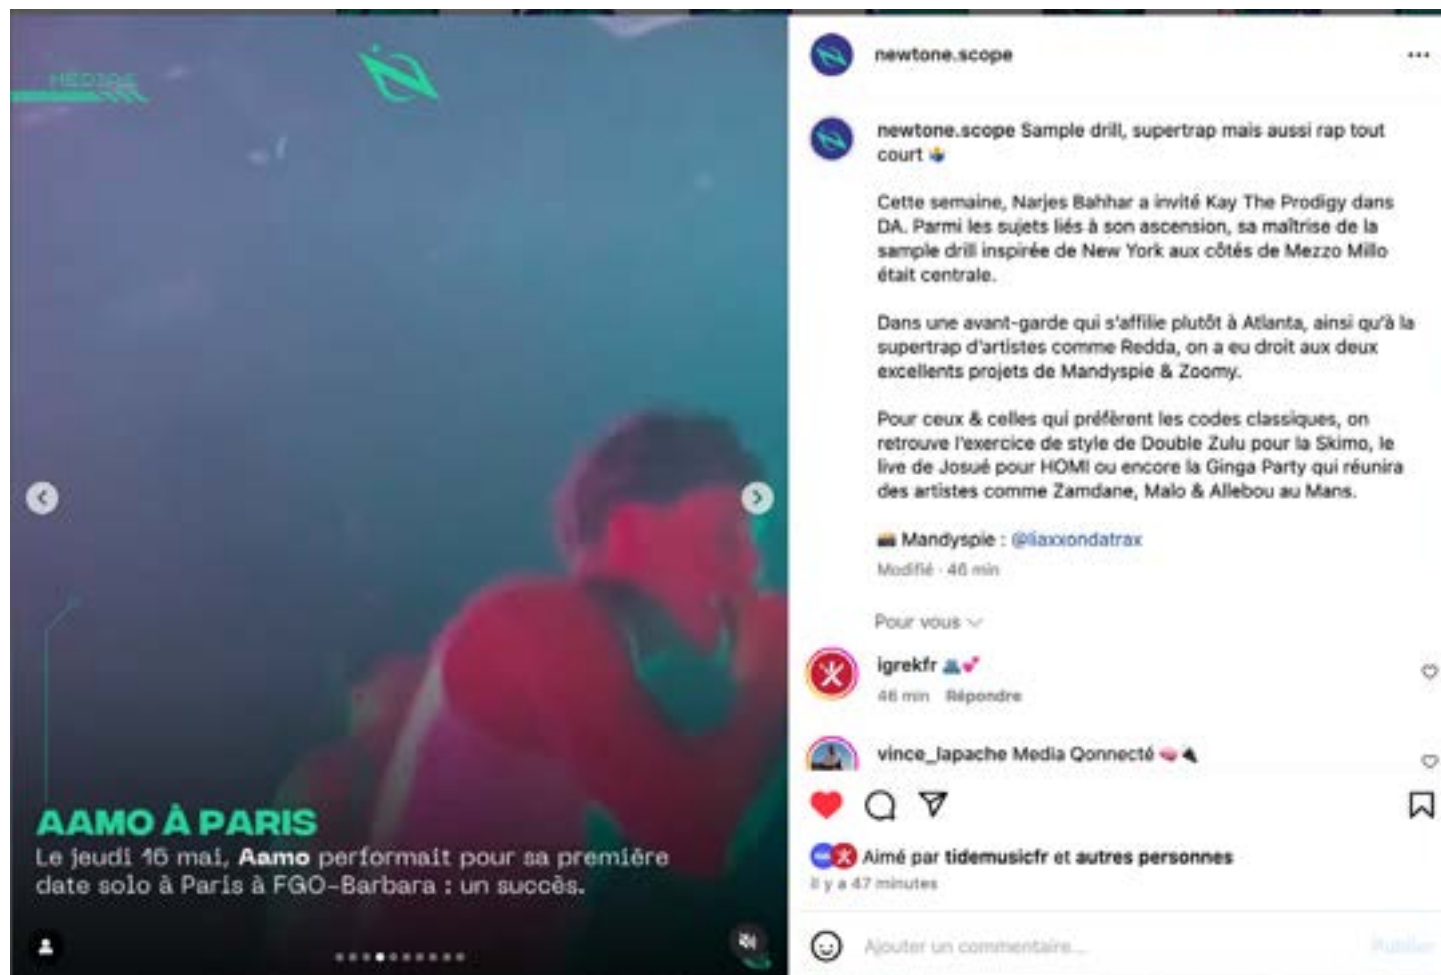 MEDIAS
AAMO À PARIS
Le jeudi 16 mai, Aamo performait pour sa première
date solo à Paris à FGO-Barbara : un succès.
newtone.scope
newtone.scope Sample drill, supertrap mais aussi rap tout
court
Cette semaine, Narjes Bahhar a invité Kay The Prodigy dans
DA. Parmi les sujets liés à son ascension, sa maîtrise de la
sample drill inspirée de New York aux côtés de Mezzo Millo
était centrale.
Dans une avant-garde qui s'affilie plutôt à Atlanta, ainsi qu'à la
supertrap d'artistes comme Redda, on a eu droit aux deux
excellents projets de Mandyspie & Zoomy.
Pour ceux & celles qui préfèrent les codes classiques, on
retrouve l'exercice de style de Double Zulu pour la Skimo, le
live de Josué pour HOMI ou encore la Ginga Party qui réunira
des artistes comme Zamdane, Malo & Allebou au Mans.
📸 Mandyspie : @liaxxondatrax
Modifié · 46 min
Pour vous
igrekfr 💕
46 min Répondre
vince_lapache Media Qonnecté 🧠🔌
Aimé par tidemusicfr et autres personnes
il y a 47 minutes
Ajouter un commentaire...
Publier